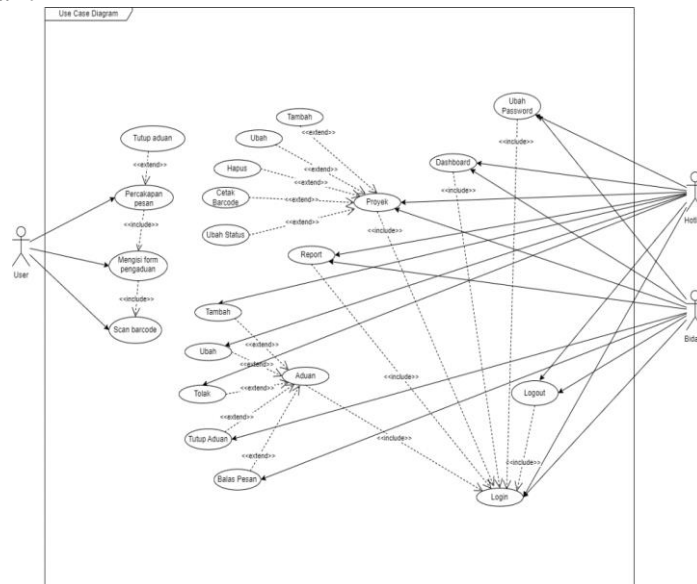 Use Case Diagram
Tambah
<<extend>>
Ubah
<<extend>>
Hapus
<<extend>>
Cetak
Barcode
<<extend>>
Ubah Status
<<extend>>
Proyek
<<include>>
Ubah
Password
<<include>>
Dashboard
<<include>>
Tutup aduan
<<extend>>
Percakapan
pesan
<<include>>
Mengisi form
pengaduan
<<include>>
Scan barcode
User
Report
<<include>>
Tambah
<<extend>>
Ubah
<<extend>>
Tolak
<<extend>>
Tutup Aduan
<<extend>>
Balas Pesan
<<extend>>
Aduan
<<include>>
Logout
<<include>>
Login